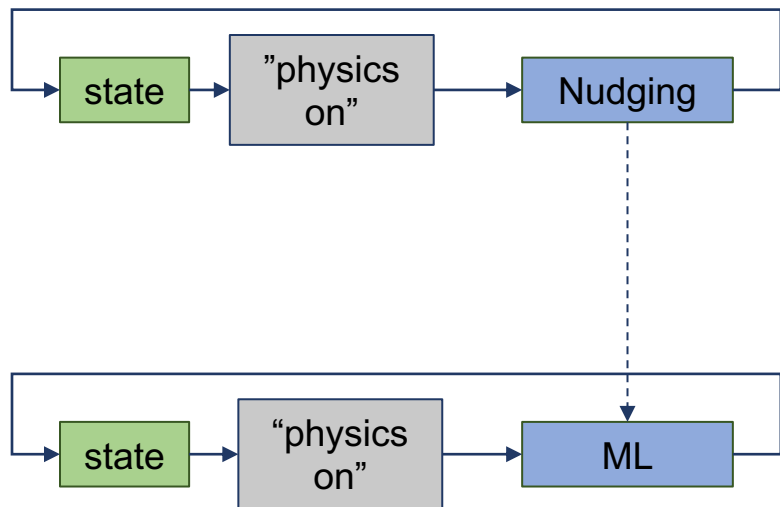 state
”physics
on”
Nudging
state
“physics
on”
ML